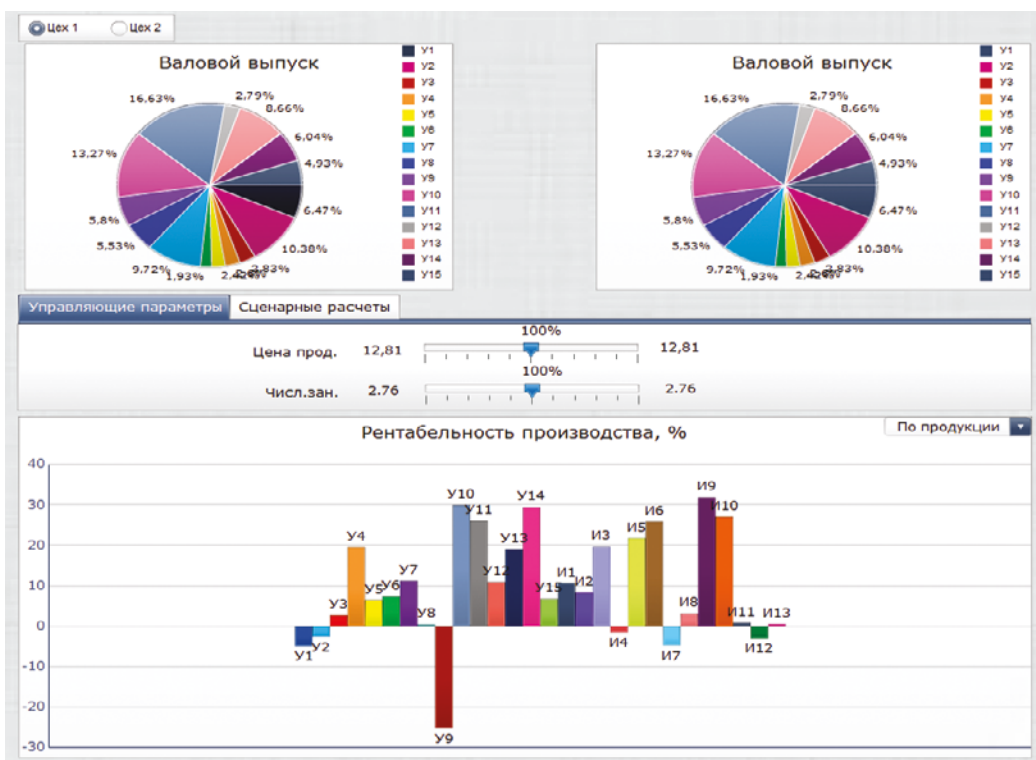 Цех 1 Цех 2
Валовой выпуск
16,63%
2.79%
8.66%
6,04%
4,93%
6.47%
10.38%
1.93%
9.72%
5.53%
5.8%
13,27%
У1
У2
У3
У4
У5
У6
У7
У8
У9
У10
У11
У12
У13
У14
У15
Валовой выпуск
16,63%
2.79%
8.66%
6,04%
4,93%
6.47%
10.38%
1.93%
9.72%
5.53%
5.8%
13,27%
У1
У2
У3
У4
У5
У6
У7
У8
У9
У10
У11
У12
У13
У14
У15
Управляющие параметры Сценарные расчеты
100%
Цена прод. 12,81 12,81
100%
Числ.зан. 2.76 2.76
Рентабельность производства, %
По продукции
40
30
20
10
0
-10
-20
-30
У1
У2
У3
У4
У5
У6
У7
У8
У9
У10
У11
У12
У13
У14
У15
И1
И2
И3
И4
И5
И6
И7
И8
И9
И10
И11
И12
И13